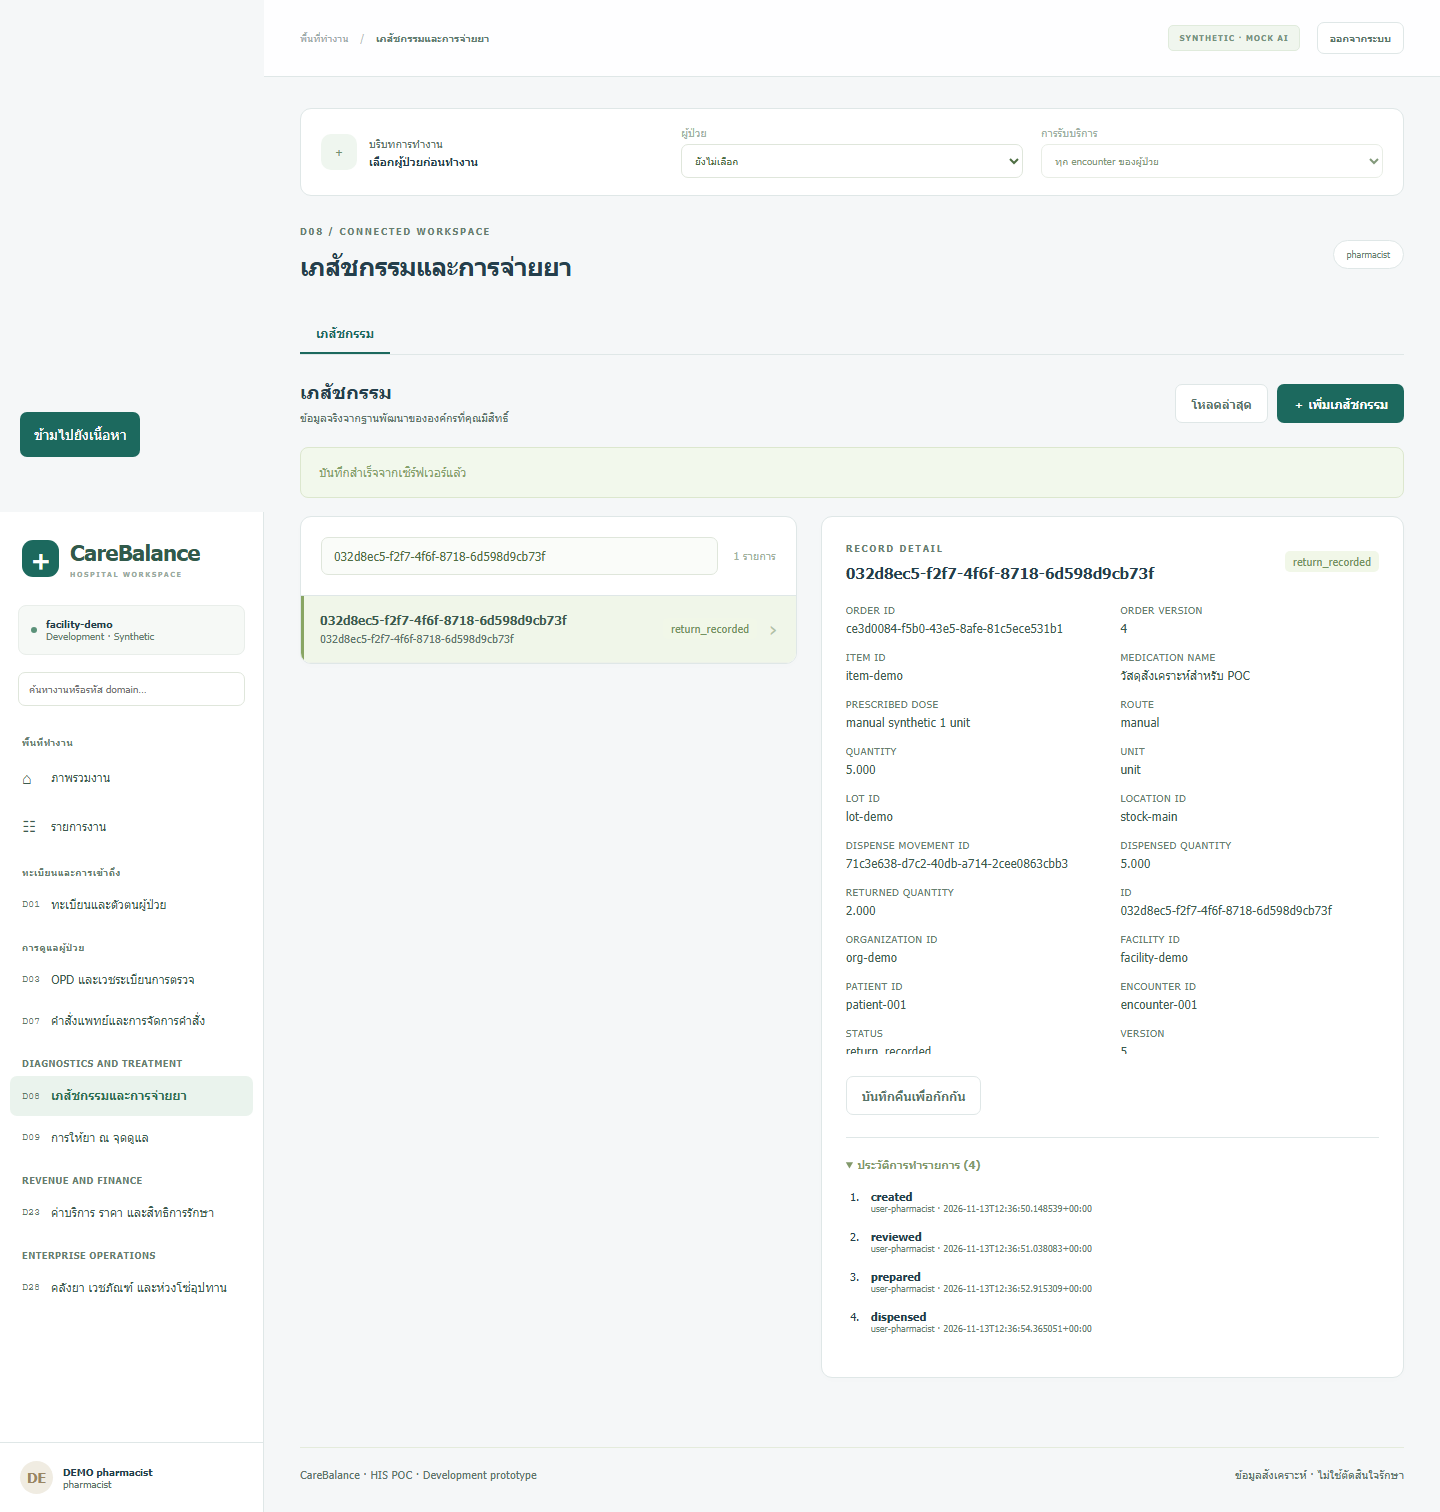 พื้นที่ทำงาน / เภสัชกรรมและการจ่ายยา
SYNTHETIC · MOCK AI
ออกจากระบบ
+
บริบทการทำงาน
เลือกผู้ป่วยก่อนทำงาน
ผู้ป่วย
ยังไม่เลือก
การรับบริการ
ทุก encounter ของผู้ป่วย
D08 / CONNECTED WORKSPACE
เภสัชกรรมและการจ่ายยา
pharmacist
เภสัชกรรม
เภสัชกรรม
ข้อมูลจริงจากฐานพัฒนาขององค์กรที่คุณมีสิทธิ์
โหลดล่าสุด
+ เพิ่มเภสัชกรรม
บันทึกสำเร็จจากเซิร์ฟเวอร์แล้ว
ข้ามไปยังเนื้อหา
CareBalance
HOSPITAL WORKSPACE
facility-demo
Development · Synthetic
ค้นหางานหรือรหัส domain...
พื้นที่ทำงาน
ภาพรวมงาน
รายการงาน
ทะเบียนและการเข้าถึง
D01 ทะเบียนและตัวตนผู้ป่วย
การดูแลผู้ป่วย
D03 OPD และเวชระเบียนการตรวจ
D07 คำสั่งแพทย์และการจัดการคำสั่ง
DIAGNOSTICS AND TREATMENT
D08 เภสัชกรรมและการจ่ายยา
D09 การให้ยา ณ จุดดูแล
REVENUE AND FINANCE
D23 ค่าบริการ ราคา และสิทธิการรักษา
ENTERPRISE OPERATIONS
D28 คลังยา เวชภัณฑ์ และห่วงโซ่อุปทาน
DE
DEMO pharmacist
pharmacist
032d8ec5-f2f7-4f6f-8718-6d598d9cb73f
1 รายการ
032d8ec5-f2f7-4f6f-8718-6d598d9cb73f
032d8ec5-f2f7-4f6f-8718-6d598d9cb73f
return_recorded
RECORD DETAIL
032d8ec5-f2f7-4f6f-8718-6d598d9cb73f
return_recorded
ORDER ID
ce3d0084-f5b0-43e5-8afe-81c5ece531b1
ORDER VERSION
4
ITEM ID
item-demo
MEDICATION NAME
วัสดุสังเคราะห์สำหรับ POC
PRESCRIBED DOSE
manual synthetic 1 unit
ROUTE
manual
QUANTITY
5.000
UNIT
unit
LOT ID
lot-demo
LOCATION ID
stock-main
DISPENSE MOVEMENT ID
71c3e638-d7c2-40db-a714-2cee0863cbb3
DISPENSED QUANTITY
5.000
RETURNED QUANTITY
2.000
ID
032d8ec5-f2f7-4f6f-8718-6d598d9cb73f
ORGANIZATION ID
org-demo
FACILITY ID
facility-demo
PATIENT ID
patient-001
ENCOUNTER ID
encounter-001
STATUS
return_recorded
VERSION
5
บันทึกคืนเพื่อกักกัน
▼ ประวัติการทำรายการ (4)
1. created
user-pharmacist · 2026-11-13T12:36:50.148539+00:00
2. reviewed
user-pharmacist · 2026-11-13T12:36:51.038083+00:00
3. prepared
user-pharmacist · 2026-11-13T12:36:52.915309+00:00
4. dispensed
user-pharmacist · 2026-11-13T12:36:54.365051+00:00
CareBalance · HIS POC · Development prototype
ข้อมูลสังเคราะห์ · ไม่ใช้ตัดสินใจรักษา